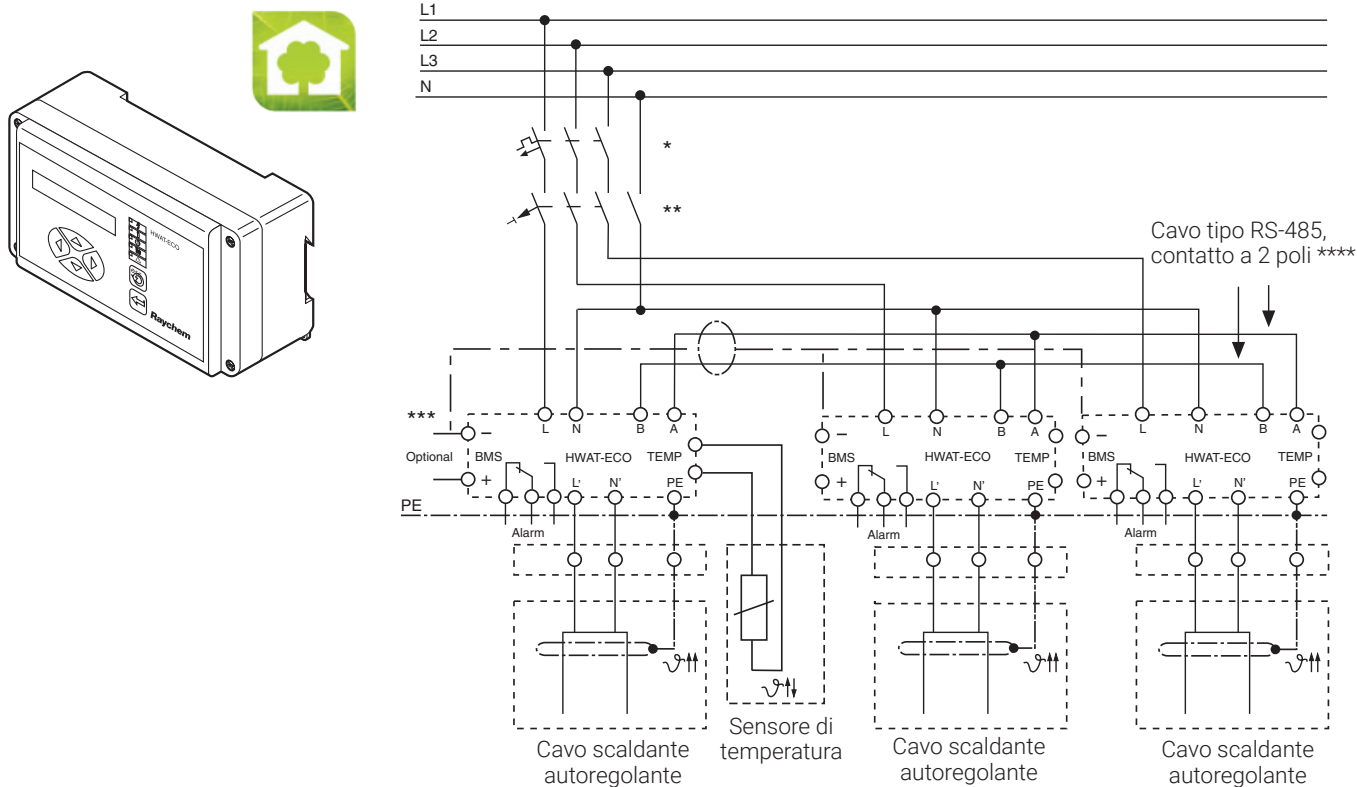 L1
L2
L3
N
*
**
HWAT-ECO
Raychem
Cavo tipo RS-485,
contatto a 2 poli ****
***
Optional
−
+
BMS
L
N
B
A
HWAT-ECO
TEMP
L'
N'
PE
Alarm
−
+
BMS
L
N
B
A
HWAT-ECO
TEMP
L'
N'
PE
Alarm
−
+
BMS
L
N
B
A
HWAT-ECO
TEMP
L'
N'
PE
Alarm
PE
Cavo scaldante
autoregolante
Sensore di
temperatura
Cavo scaldante
autoregolante
Cavo scaldante
autoregolante